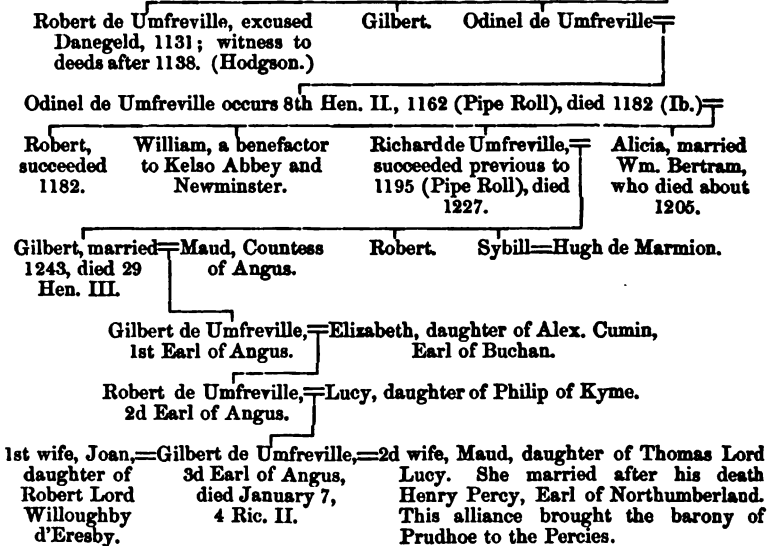 Robert de Umfreville, excused
Danegeld, 1131; witness to
deeds after 1138. (Hodgson.)
Gilbert.
Odinel de Umfreville
Odinel de Umfreville occurs 8th Hen. II., 1162 (Pipe Roll), died 1182 (Ib.)
Robert,
succeeded
1182.
William, a benefactor
to Kelso Abbey and
Newminster.
Richard de Umfreville,
succeeded previous to
1195 (Pipe Roll), died
1227.
Alicia, married
Wm. Bertram,
who died about
1205.
Gilbert, married
1243, died 29
Hen. III.
Maud, Countess
of Angus.
Robert.
Sybill=Hugh de Marmion.
Gilbert de Umfreville,
1st Earl of Angus.
Elizabeth, daughter of Alex. Cumin,
Earl of Buchan.
Robert de Umfreville,
2d Earl of Angus.
Lucy, daughter of Philip of Kyme.
1st wife, Joan,
daughter of
Robert Lord
Willoughby
d'Eresby.
=Gilbert de Umfreville,=
3d Earl of Angus,
died January 7,
4 Ric. II.
2d wife, Maud, daughter of Thomas Lord
Lucy. She married after his death
Henry Percy, Earl of Northumberland.
This alliance brought the barony of
Prudhoe to the Percies.